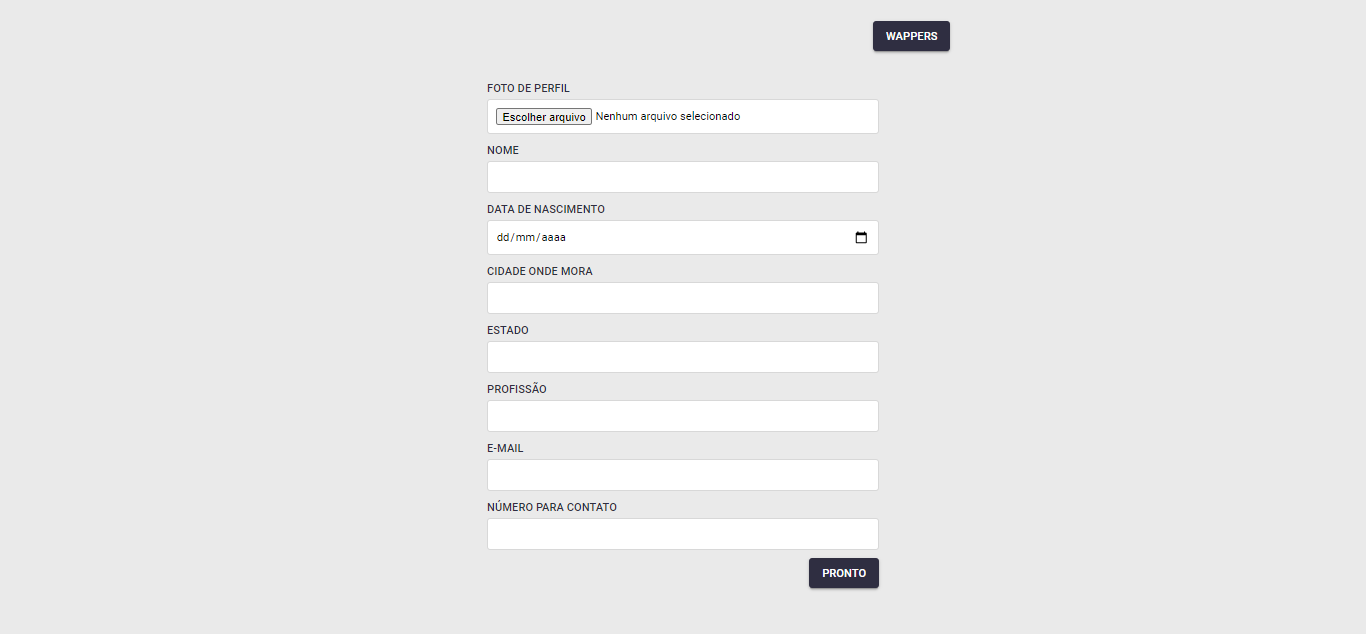 WAPPERS
FOTO DE PERFIL
Escolher arquivo Nenhum arquivo selecionado
NOME
DATA DE NASCIMENTO
dd/mm/aaaa
CIDADE ONDE MORA
ESTADO
PROFISSÃO
E-MAIL
NÚMERO PARA CONTATO
PRONTO